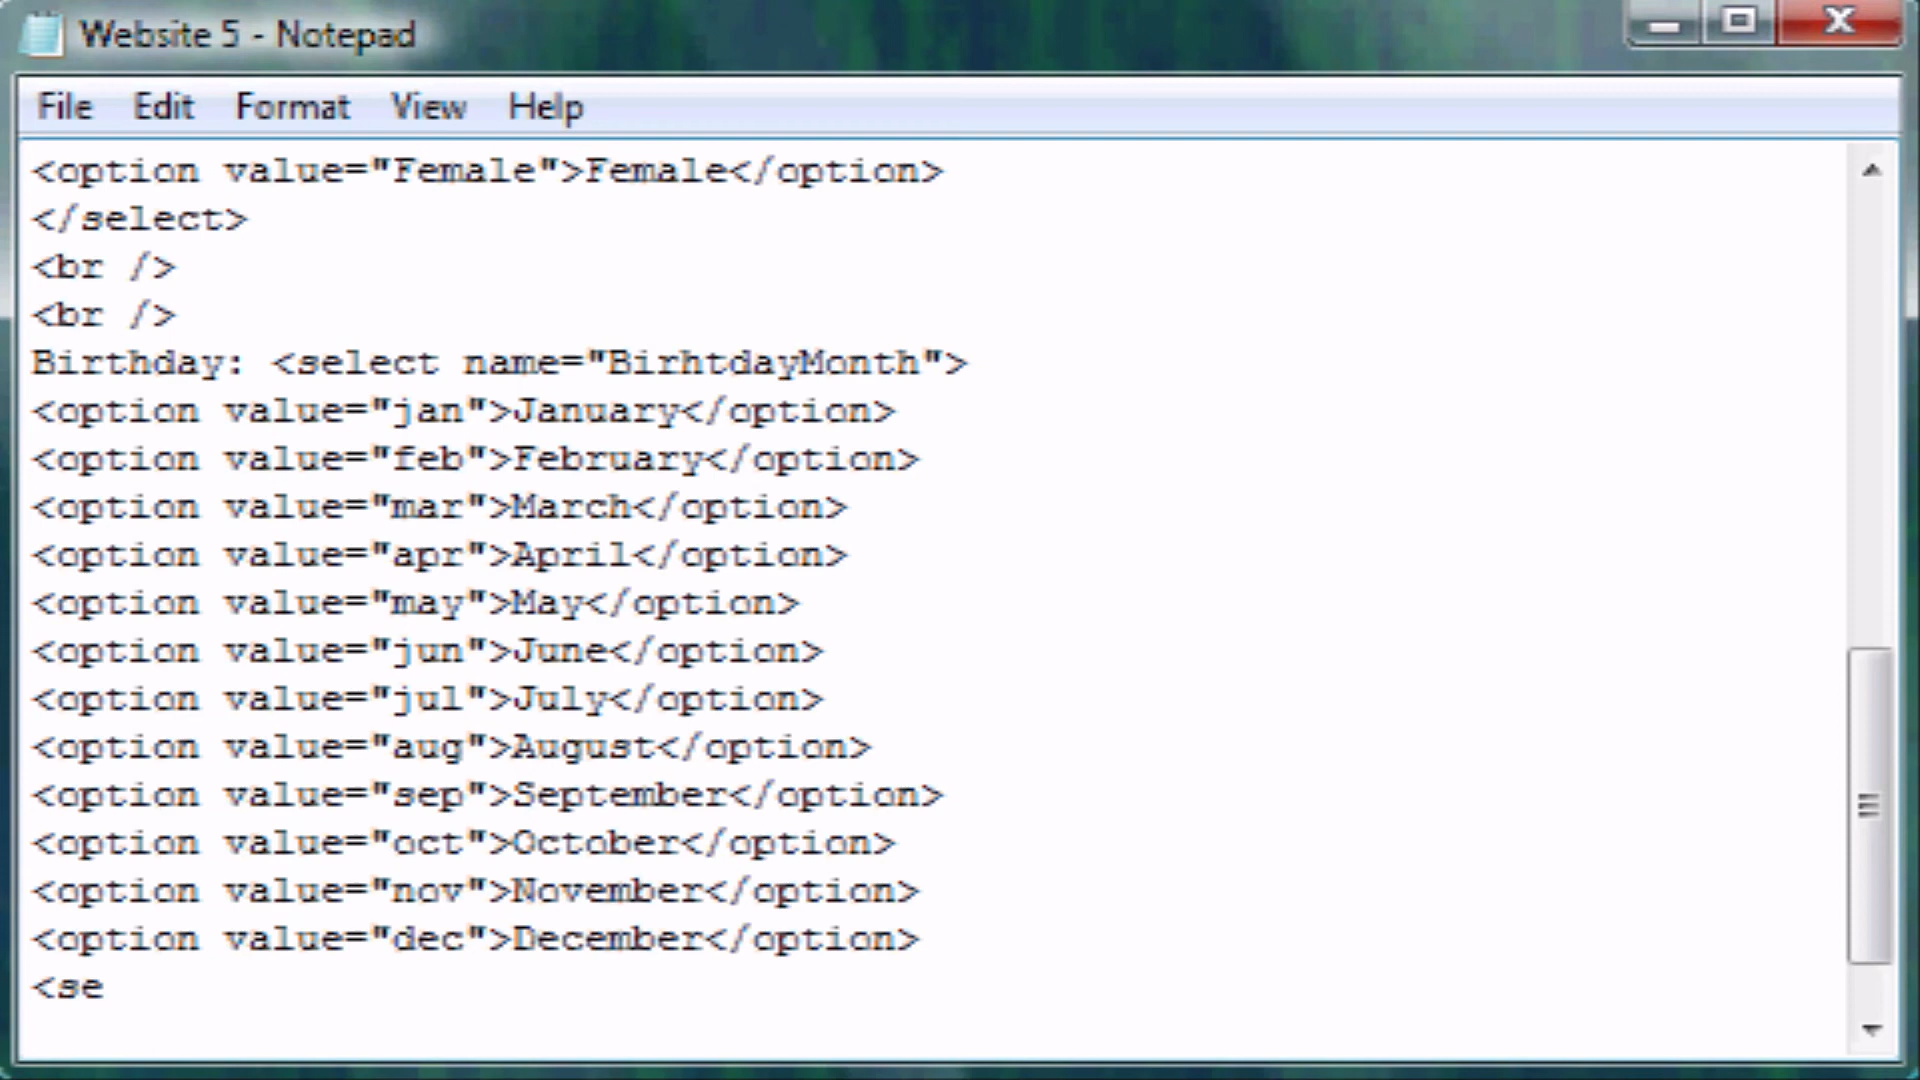 Website 5 - Notepad
File Edit Format View Help
<option value="Female">Female</option>
</select>
<br />
<br />
Birthday: <select name="BirhtdayMonth">
<option value="jan">January</option>
<option value="feb">February</option>
<option value="mar">March</option>
<option value="apr">April</option>
<option value="may">May</option>
<option value="jun">June</option>
<option value="jul">July</option>
<option value="aug">August</option>
<option value="sep">September</option>
<option value="oct">October</option>
<option value="nov">November</option>
<option value="dec">December</option>
<se